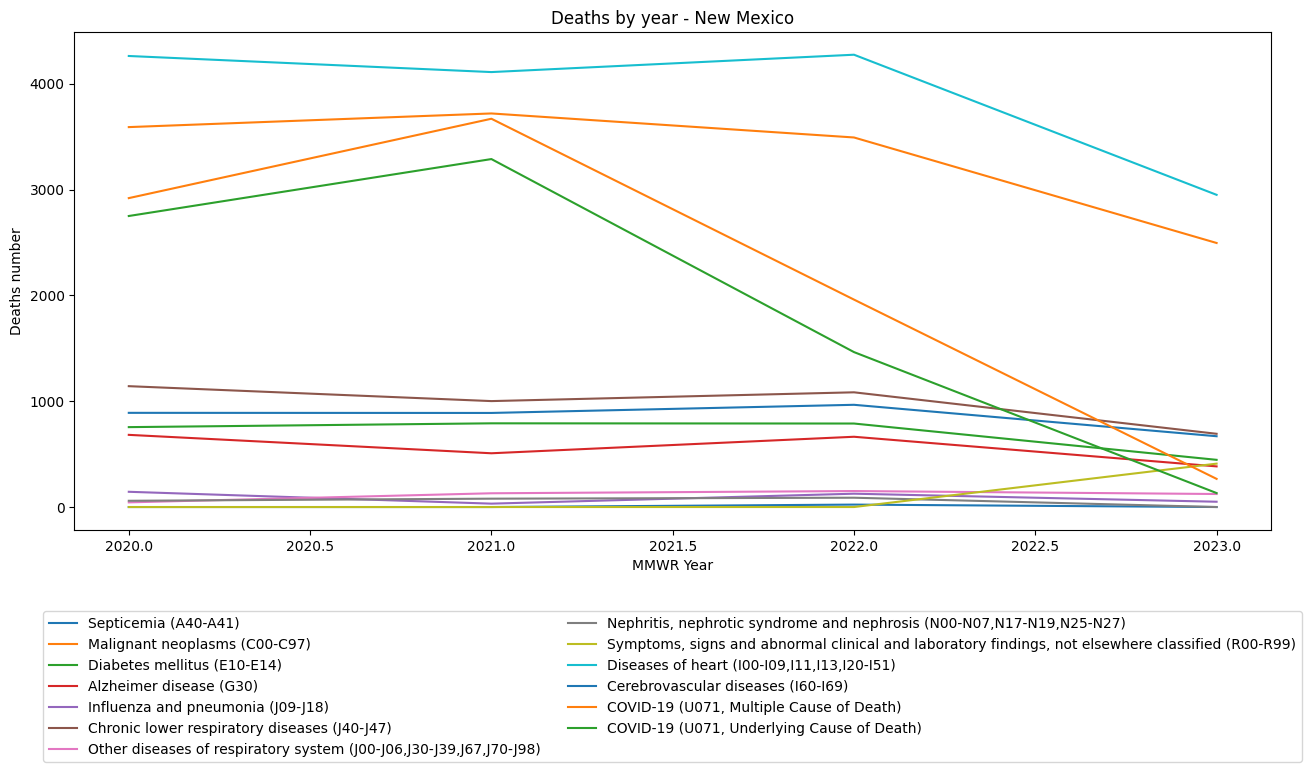 Deaths by year - New Mexico
Deaths number
4000
3000
2000
1000
0
2020.0 2020.5 2021.0 2021.5 2022.0 2022.5 2023.0
MMWR Year
Septicemia (A40-A41)
Malignant neoplasms (C00-C97)
Diabetes mellitus (E10-E14)
Alzheimer disease (G30)
Influenza and pneumonia (J09-J18)
Chronic lower respiratory diseases (J40-J47)
Other diseases of respiratory system (J00-J06,J30-J39,J67,J70-J98)
Nephritis, nephrotic syndrome and nephrosis (N00-N07,N17-N19,N25-N27)
Symptoms, signs and abnormal clinical and laboratory findings, not elsewhere classified (R00-R99)
Diseases of heart (I00-I09,I11,I13,I20-I51)
Cerebrovascular diseases (I60-I69)
COVID-19 (U071, Multiple Cause of Death)
COVID-19 (U071, Underlying Cause of Death)